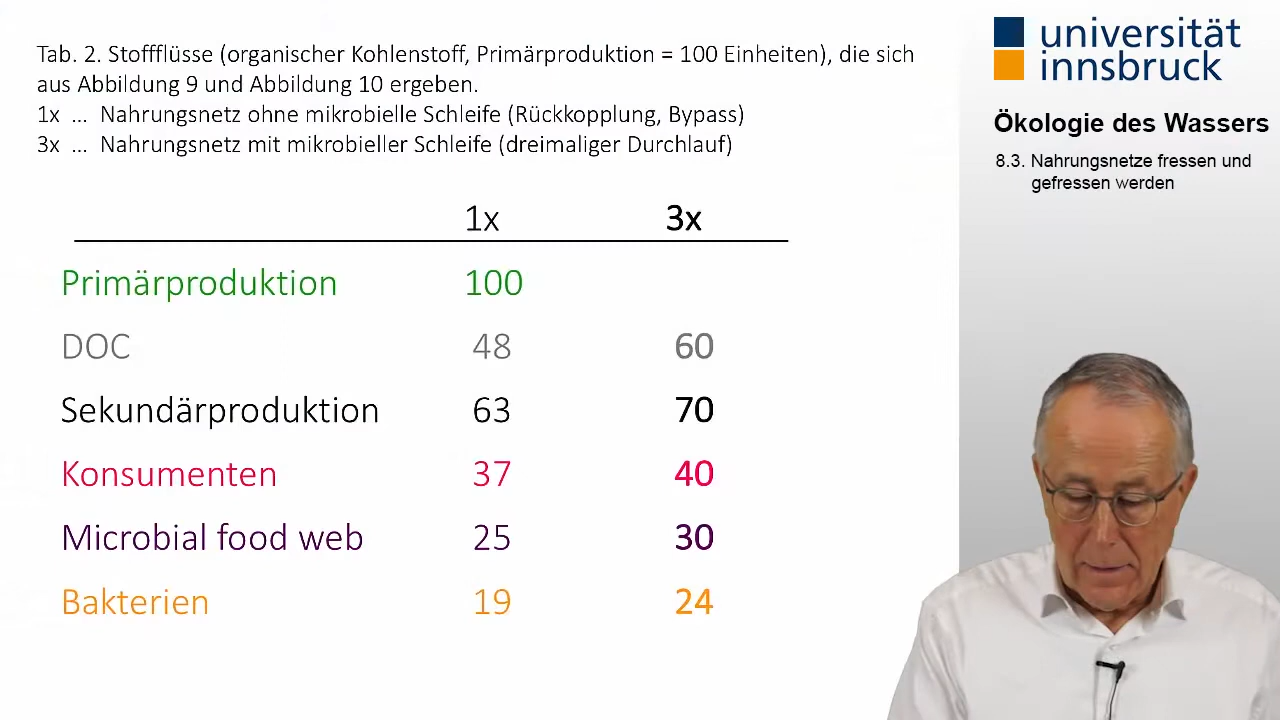 Tab. 2. Stoffflüsse (organischer Kohlenstoff, Primärproduktion = 100 Einheiten), die sich
aus Abbildung 9 und Abbildung 10 ergeben.
1x ... Nahrungsnetz ohne mikrobielle Schleife (Rückkopplung, Bypass)
3x ... Nahrungsnetz mit mikrobieller Schleife (dreimaliger Durchlauf)
1x 3x
Primärproduktion 100
DOC 48 60
Sekundärproduktion 63 70
Konsumenten 37 40
Microbial food web 25 30
Bakterien 19 24
universität
innsbruck
Ökologie des Wassers
8.3. Nahrungsnetze fressen und
gefressen werden